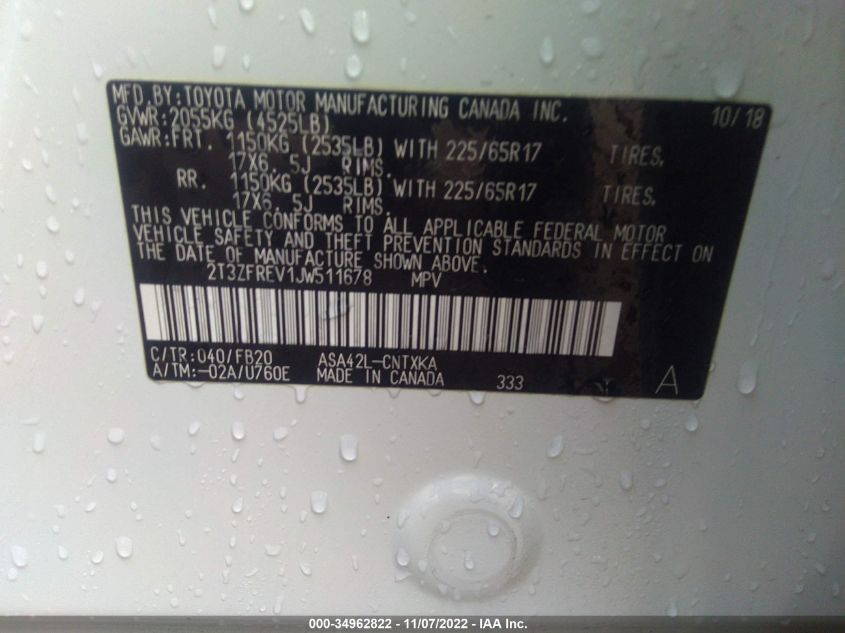 MFD.BY:TOYOTA MOTOR MANUFACTURING CANADA INC. 10/18
GVWR:2055KG (4525LB)
GAWR:FRT. 1150KG (2535LB) WITH 225/65R17 TIRES,
17X6. 5J RIMS.
RR. 1150KG (2535LB) WITH 225/65R17 TIRES,
17X6. 5J RIMS.
THIS VEHICLE CONFORMS TO ALL APPLICABLE FEDERAL MOTOR
VEHICLE SAFETY AND THEFT PREVENTION STANDARDS IN EFFECT ON
THE DATE OF MANUFACTURE SHOWN ABOVE.
2T3ZFREV1JW511678 MPV
C/TR:040/FB20 ASA42L-CNTXKA
A/TM:-02A/U760E MADE IN CANADA 333 A
000-34962822 - 11/07/2022 - IAA Inc.